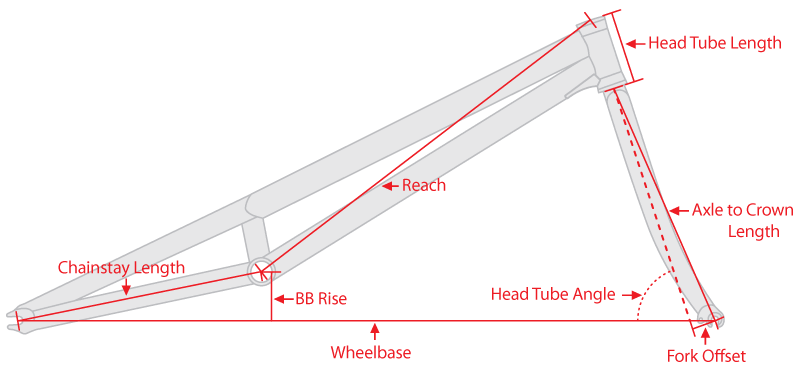 Head Tube Length
Reach
Axle to Crown
Length
Chainstay Length
BB Rise
Head Tube Angle
Wheelbase
Fork Offset